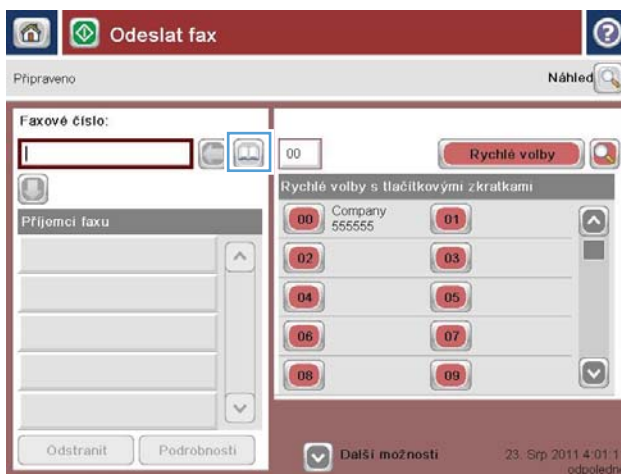 Odeslat fax
?
Připraveno
Náhled
Faxové číslo:
00
Rychlé volby
Rychlé volby s tlačítkovými zkratkami
Příjemci faxu
00 Company 01
555555
02 03
04 05
06 07
08 09
Odstranit Podrobnosti
Další možnosti
23. Srp 2011 4:01:1
odpoledn